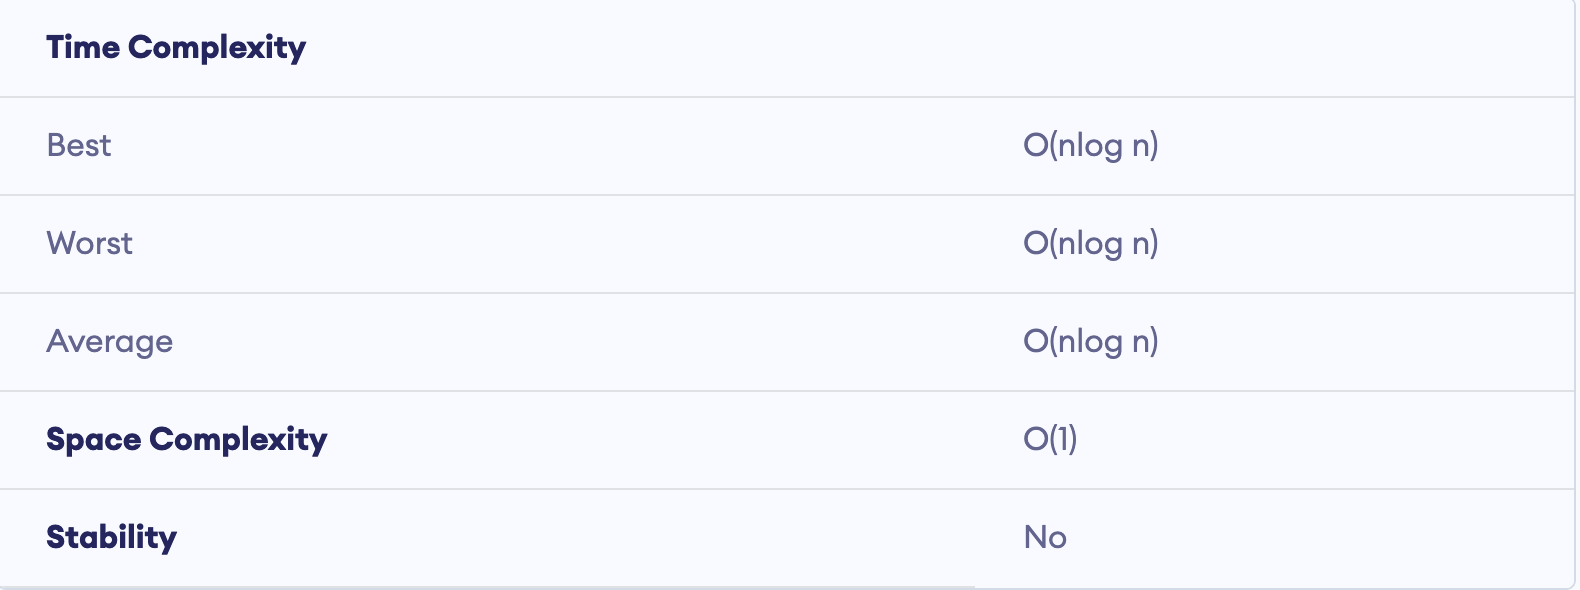 Time Complexity
Best O(nlog n)
Worst O(nlog n)
Average O(nlog n)
Space Complexity O(1)
Stability No